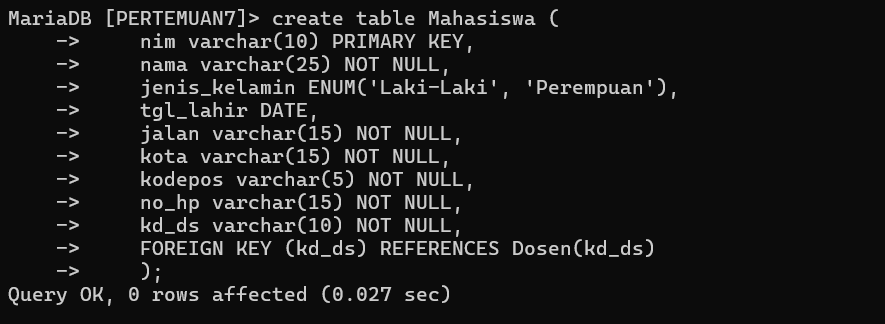 MariaDB [PERTEMUAN7]> create table Mahasiswa (
    ->     nim varchar(10) PRIMARY KEY,
    ->     nama varchar(25) NOT NULL,
    ->     jenis_kelamin ENUM('Laki-Laki', 'Perempuan'),
    ->     tgl_lahir DATE,
    ->     jalan varchar(15) NOT NULL,
    ->     kota varchar(15) NOT NULL,
    ->     kodepos varchar(5) NOT NULL,
    ->     no_hp varchar(15) NOT NULL,
    ->     kd_ds varchar(10) NOT NULL,
    ->     FOREIGN KEY (kd_ds) REFERENCES Dosen(kd_ds)
    ->     );
Query OK, 0 rows affected (0.027 sec)